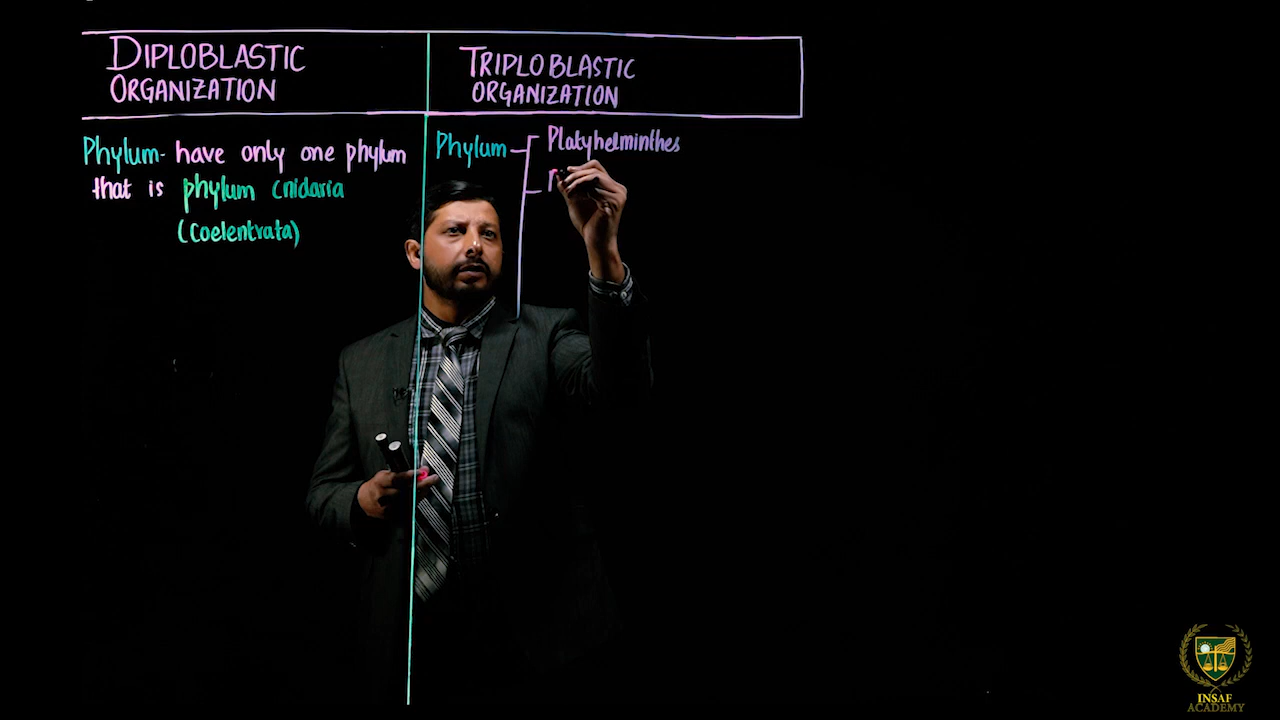 DIPLOBLASTIC
ORGANIZATION
TRIPLOBLASTIC
ORGANIZATION
Phylum- have only one phylum
that is phylum cnidaria
(Coelentrata)
Phylum
Platyhelminthes
INSAF
ACADEMY